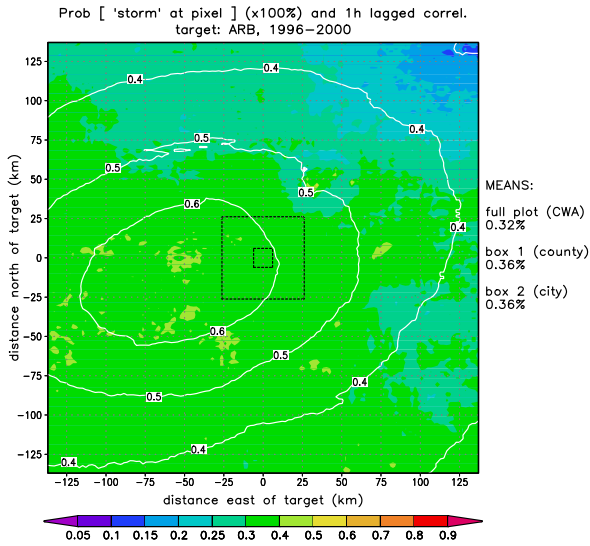 Prob [ 'storm' at pixel ] (x100%) and 1h lagged correl.
target: ARB, 1996−2000
distance north of target (km)
125
100
75
50
25
0
−25
−50
−75
−100
−125
0.4
0.4
0.4
0.5
0.5
0.5
0.6
0.4
0.6
0.5
0.4
0.5
0.4
0.4
MEANS:
full plot (CWA)
0.32%
box 1 (county)
0.36%
box 2 (city)
0.36%
−125 −100 −75 −50 −25 0 25 50 75 100 125
distance east of target (km)
0.05 0.1 0.15 0.2 0.25 0.3 0.4 0.5 0.6 0.7 0.8 0.9